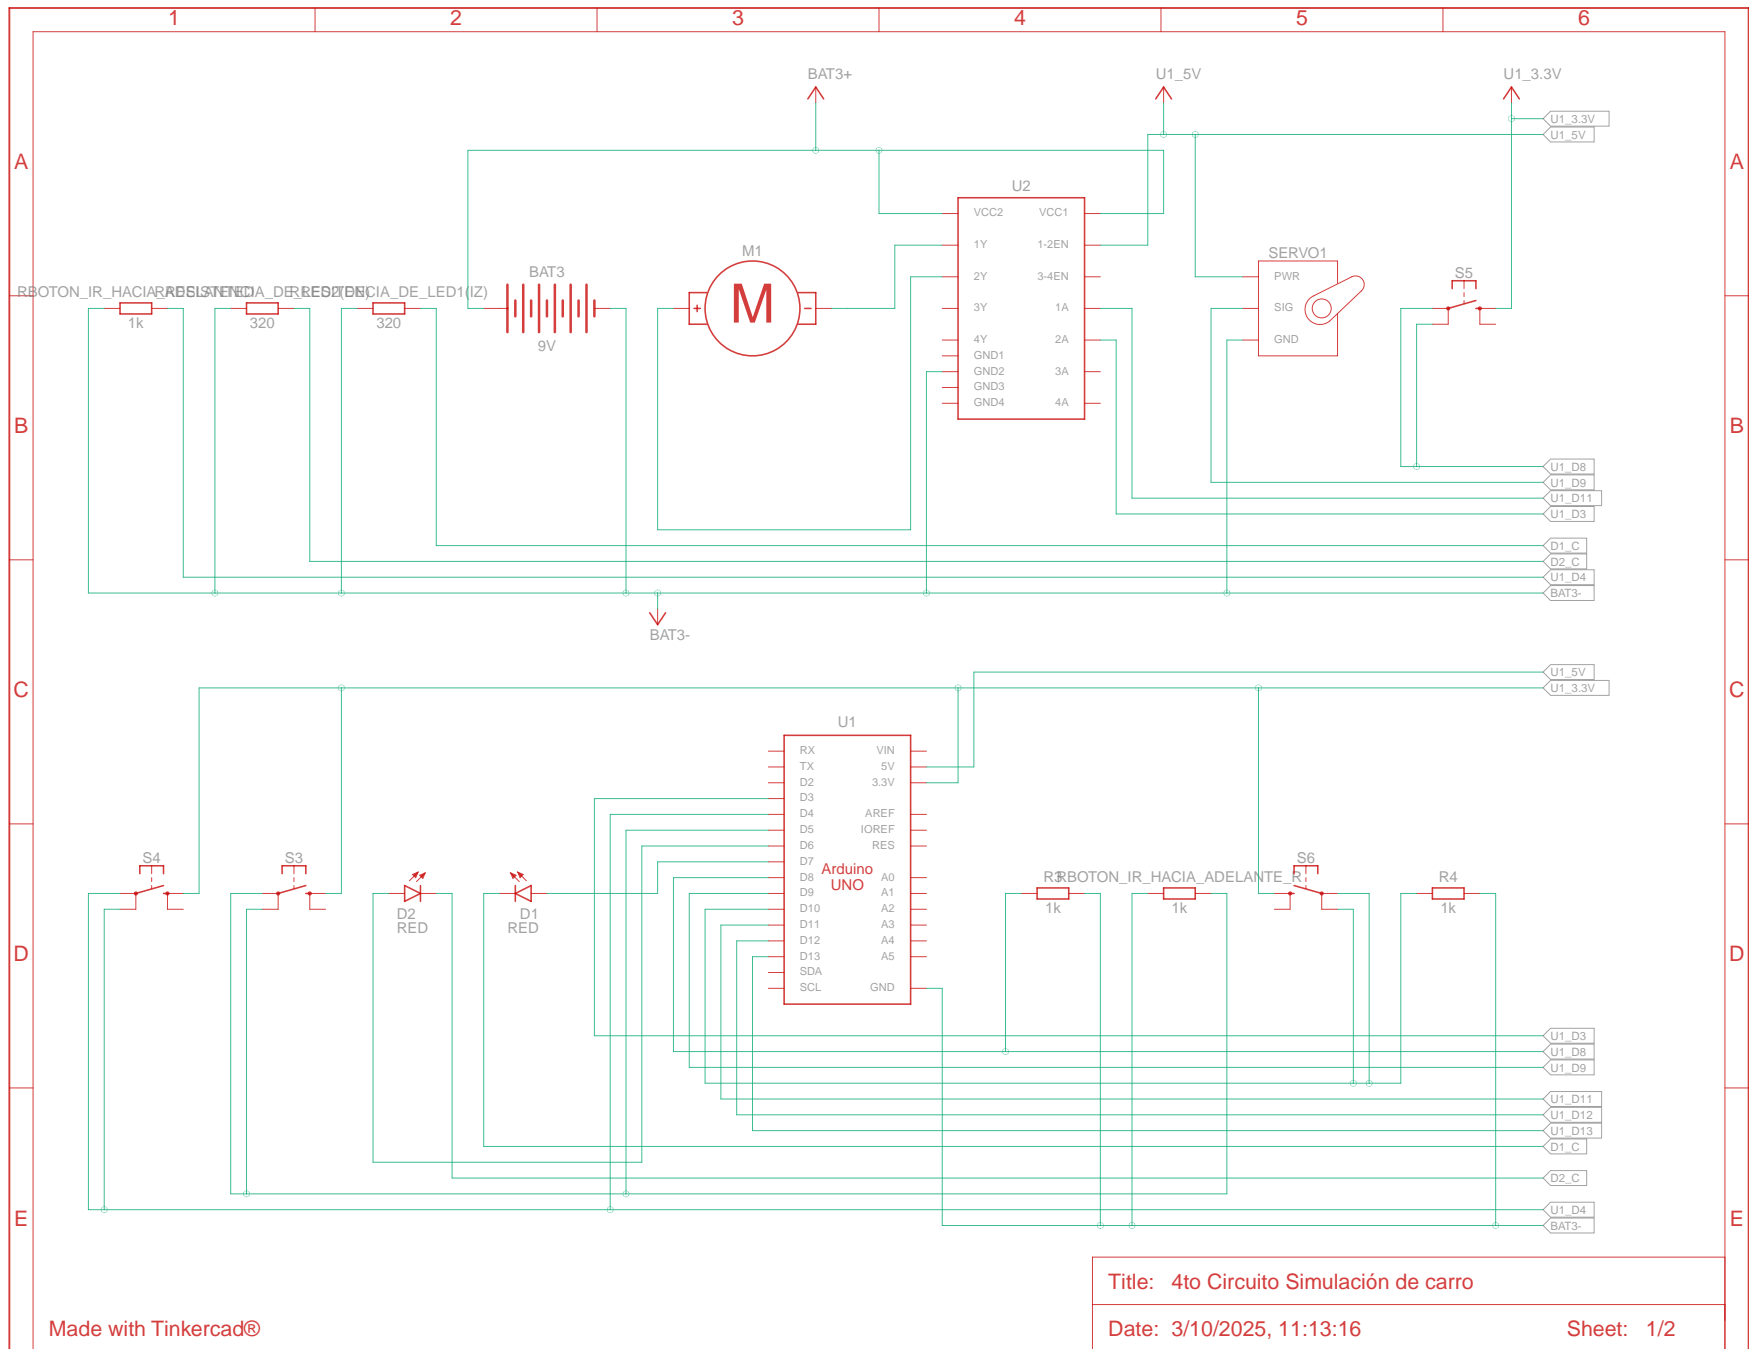 1 2 3 4 5 6
BAT3+ U1_5V U1_3.3V
U1_3.3V
U1_5V
A A
U2
VCC2 VCC1
1Y 1-2EN
2Y 3-4EN
3Y 1A
4Y 2A
GND1
GND2 3A
GND3
GND4 4A
M1
M
+ -
SERVO1
PWR
SIG
GND
S5
BAT3
9V
RBOTON_IR_HACIA_
1k
320
320
B B
U1_D8
U1_D9
U1_D11
U1_D3
D1_C
D2_C
U1_D4
BAT3-
BAT3-
C C
U1_5V
U1_3.3V
U1
RX VIN
TX 5V
D2 3.3V
D3
D4 AREF
D5 IOREF
D6 RES
D7
D8 A0
D9 A1
D10 A2
D11 A3
D12 A4
D13 A5
SDA
SCL GND
Arduino
UNO
S4 S3
D2
RED
D1
RED
RBOTON_IR_HACIA_ADELANTE_R
1k
1k
S6
R4
1k
D D
U1_D3
U1_D8
U1_D9
U1_D11
U1_D12
U1_D13
D1_C
D2_C
U1_D4
BAT3-
E E
Title: 4to Circuito Simulación de carro
Made with Tinkercad®
Date: 3/10/2025, 11:13:16 Sheet: 1/2